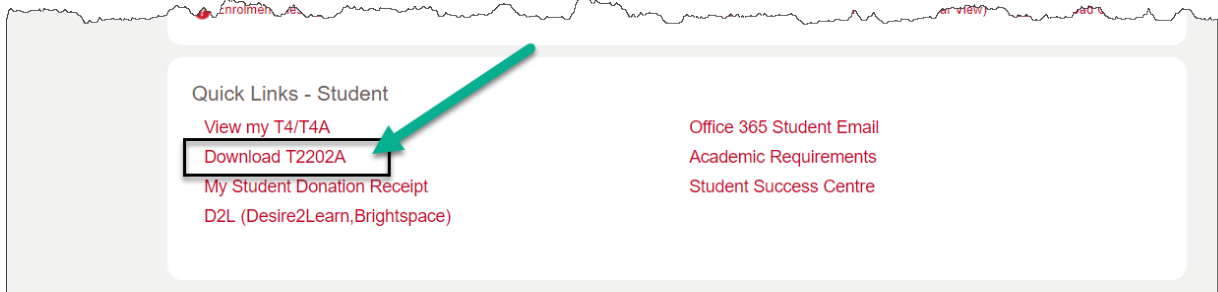 Quick Links - Student
View my T4/T4A
Download T2202A
My Student Donation Receipt
D2L (Desire2Learn,Brightspace)
Office 365 Student Email
Academic Requirements
Student Success Centre